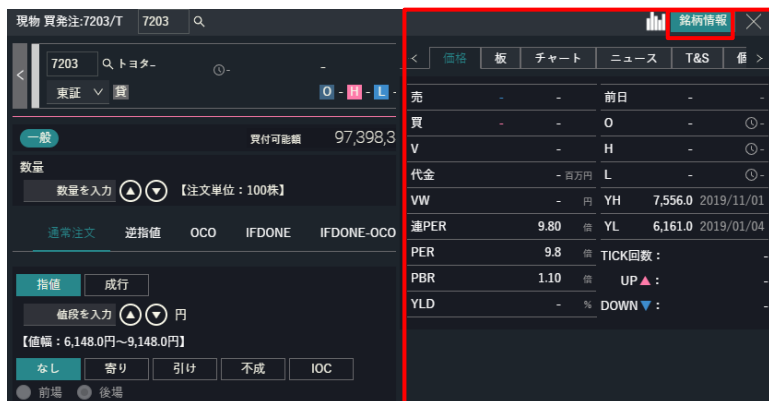 現物 買発注:7203/T 7203 銘柄情報
7203 トヨター - -
東証 貸 O - H - L -
一般 買付可能額 97,398,3
数量
数量を入力 【注文単位：100株】
通常注文 逆指値 OCO IFDONE IFDONE-OCO
指値 成行
値段を入力 円
【値幅：6,148.0円～9,148.0円】
なし 寄り 引け 不成 IOC
前場 後場
< 価格 板 チャート ニュース T&S >
売 - - 前日 - -
買 - - O - -
V - H - -
代金 - 百万円 L - -
VW - 円 YH 7,556.0 2019/11/01
連PER 9.80 倍 YL 6,161.0 2019/01/04
PER 9.8 倍 TICK回数： -
PBR 1.10 倍 UP▲： -
YLD - % DOWN▼： -